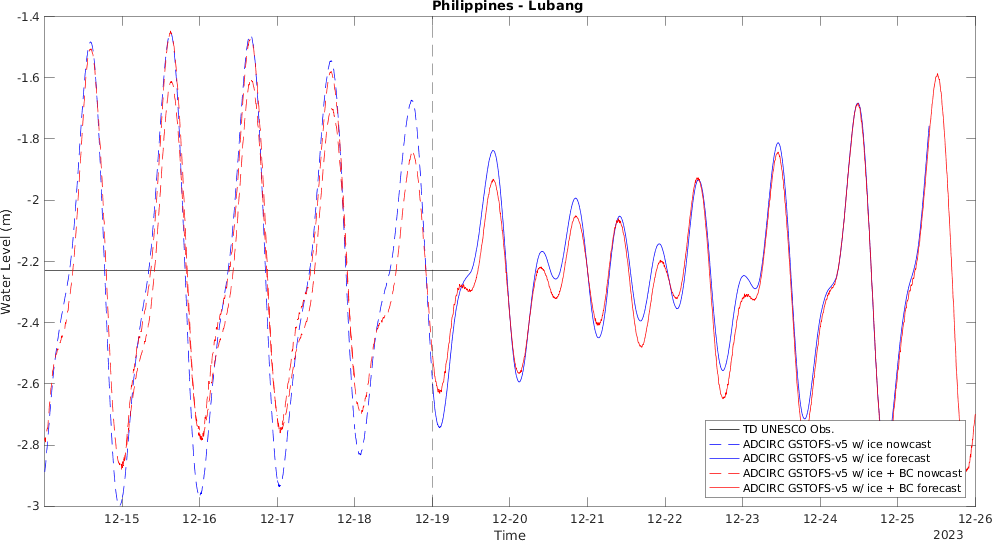 Philippines - Lubang
-1.4
-1.6
-1.8
-2
-2.2
-2.4
-2.6
-2.8
-3
Water Level (m)
TD UNESCO Obs.
ADCIRC GSTOFS-v5 w/ ice nowcast
ADCIRC GSTOFS-v5 w/ ice forecast
ADCIRC GSTOFS-v5 w/ ice + BC nowcast
ADCIRC GSTOFS-v5 w/ ice + BC forecast
12-15 12-16 12-17 12-18 12-19 12-20 12-21 12-22 12-23 12-24 12-25 12-26
Time
2023